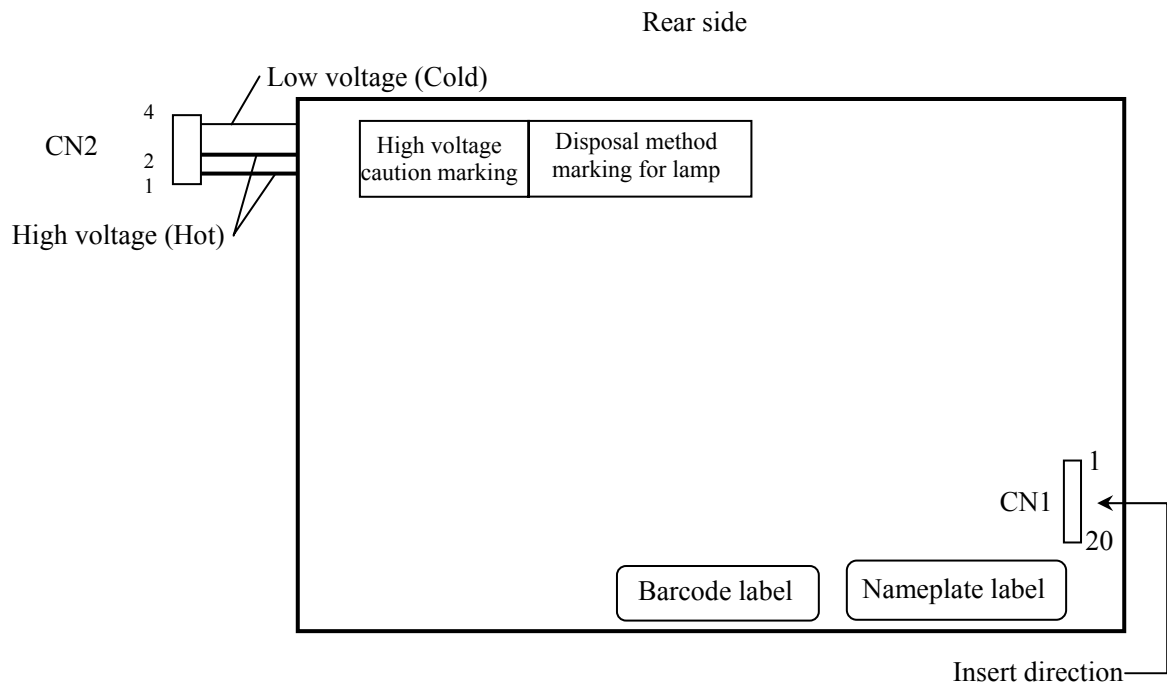 Rear side
Low voltage (Cold)
4
CN2
2
1
High voltage (Hot)
High voltage
caution marking
Disposal method
marking for lamp
1
CN1
20
Barcode label
Nameplate label
Insert direction